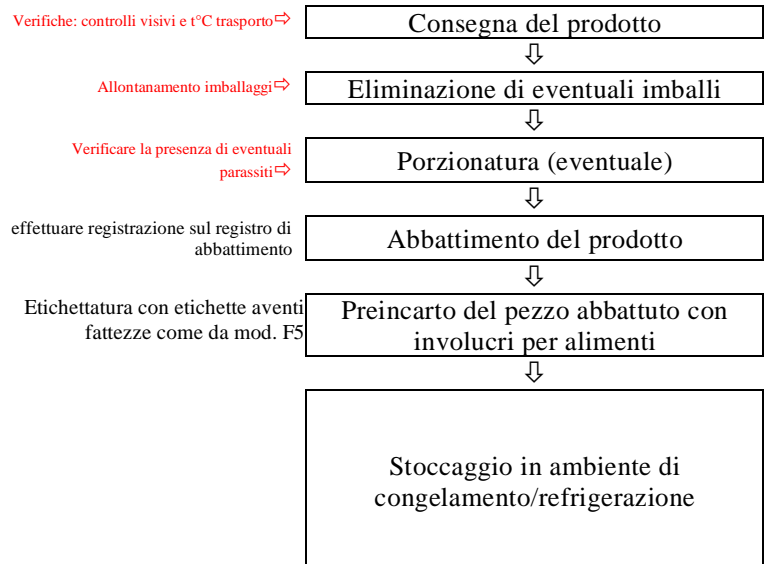 Verifiche: controlli visivi e t°C trasporto⇨
Consegna del prodotto
⇩
Allontanamento imballaggi⇨
Eliminazione di eventuali imballi
⇩
Verificare la presenza di eventuali
parassiti⇨
Porzionatura (eventuale)
⇩
effettuare registrazione sul registro di
abbattimento
Abbattimento del prodotto
⇩
Etichettatura con etichette aventi
fattezze come da mod. F5
Preincarto del pezzo abbattuto con
involucri per alimenti
⇩
Stoccaggio in ambiente di
congelamento/refrigerazione